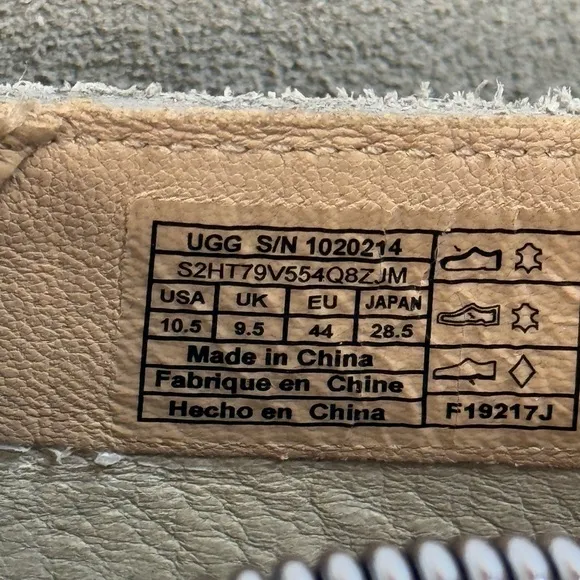 UGG S/N 1020214
S2HT79V554Q8ZJM
USA UK EU JAPAN
10.5 9.5 44 28.5
Made in China
Fabrique en Chine
Hecho en China
F19217J